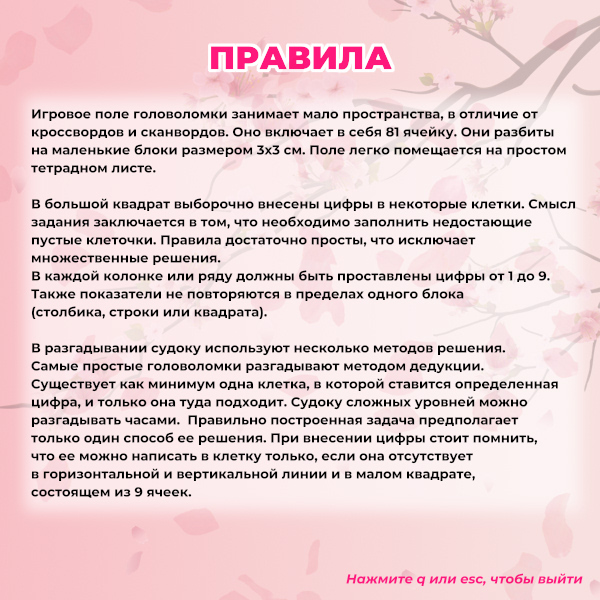 ПРАВИЛА
Игровое поле головоломки занимает мало пространства, в отличие от
кроссвордов и сканвордов. Оно включает в себя 81 ячейку. Они разбиты
на маленькие блоки размером 3х3 см. Поле легко помещается на простом
тетрадном листе.
В большой квадрат выборочно внесены цифры в некоторые клетки. Смысл
задания заключается в том, что необходимо заполнить недостающие
пустые клеточки. Правила достаточно просты, что исключает
множественные решения.
В каждой колонке или ряду должны быть проставлены цифры от 1 до 9.
Также показатели не повторяются в пределах одного блока
(столбика, строки или квадрата).
В разгадывании судоку используют несколько методов решения.
Самые простые головоломки разгадывают методом дедукции.
Существует как минимум одна клетка, в которой ставится определенная
цифра, и только она туда подходит. Судоку сложных уровней можно
разгадывать часами.  Правильно построенная задача предполагает
только один способ ее решения. При внесении цифры стоит помнить,
что ее можно написать в клетку только, если она отсутствует
в горизонтальной и вертикальной линии и в малом квадрате,
состоящем из 9 ячеек.
Нажмите q или esc, чтобы выйти